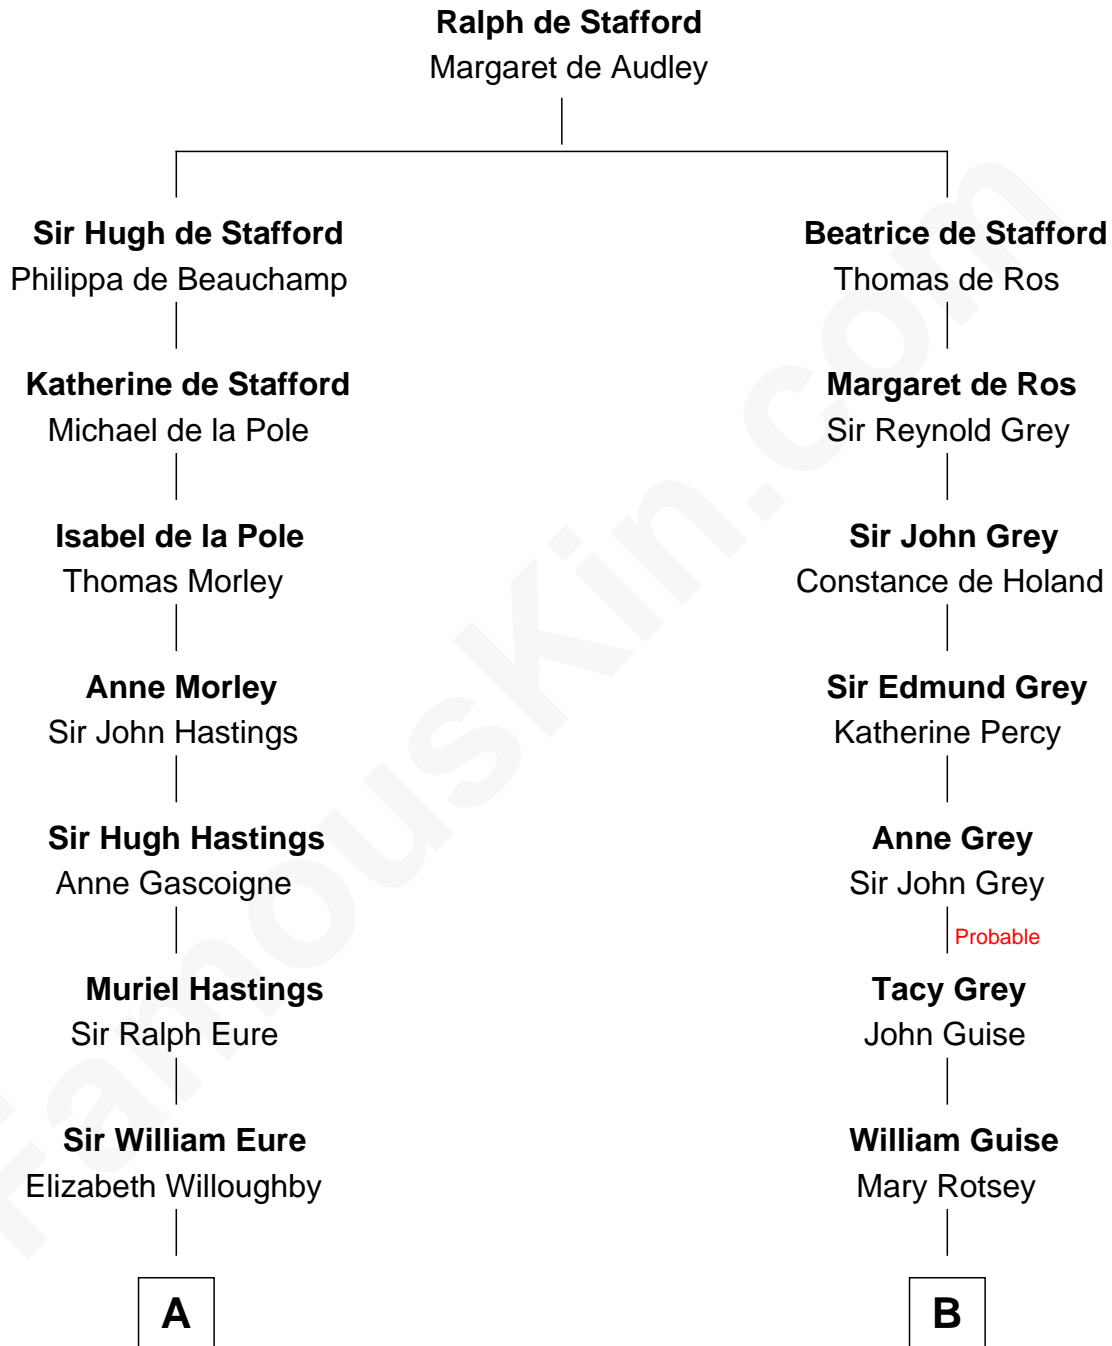 Ralph de Stafford
Margaret de Audley
Sir Hugh de Stafford
Philippa de Beauchamp
Beatrice de Stafford
Thomas de Ros
Katherine de Stafford
Michael de la Pole
Margaret de Ros
Sir Reynold Grey
Isabel de la Pole
Thomas Morley
Sir John Grey
Constance de Holand
Anne Morley
Sir John Hastings
Sir Edmund Grey
Katherine Percy
Sir Hugh Hastings
Anne Gascoigne
Anne Grey
Sir John Grey
Probable
Muriel Hastings
Sir Ralph Eure
Tacy Grey
John Guise
Sir William Eure
Elizabeth Willoughby
William Guise
Mary Rotsey
A
B
FamousKin.com